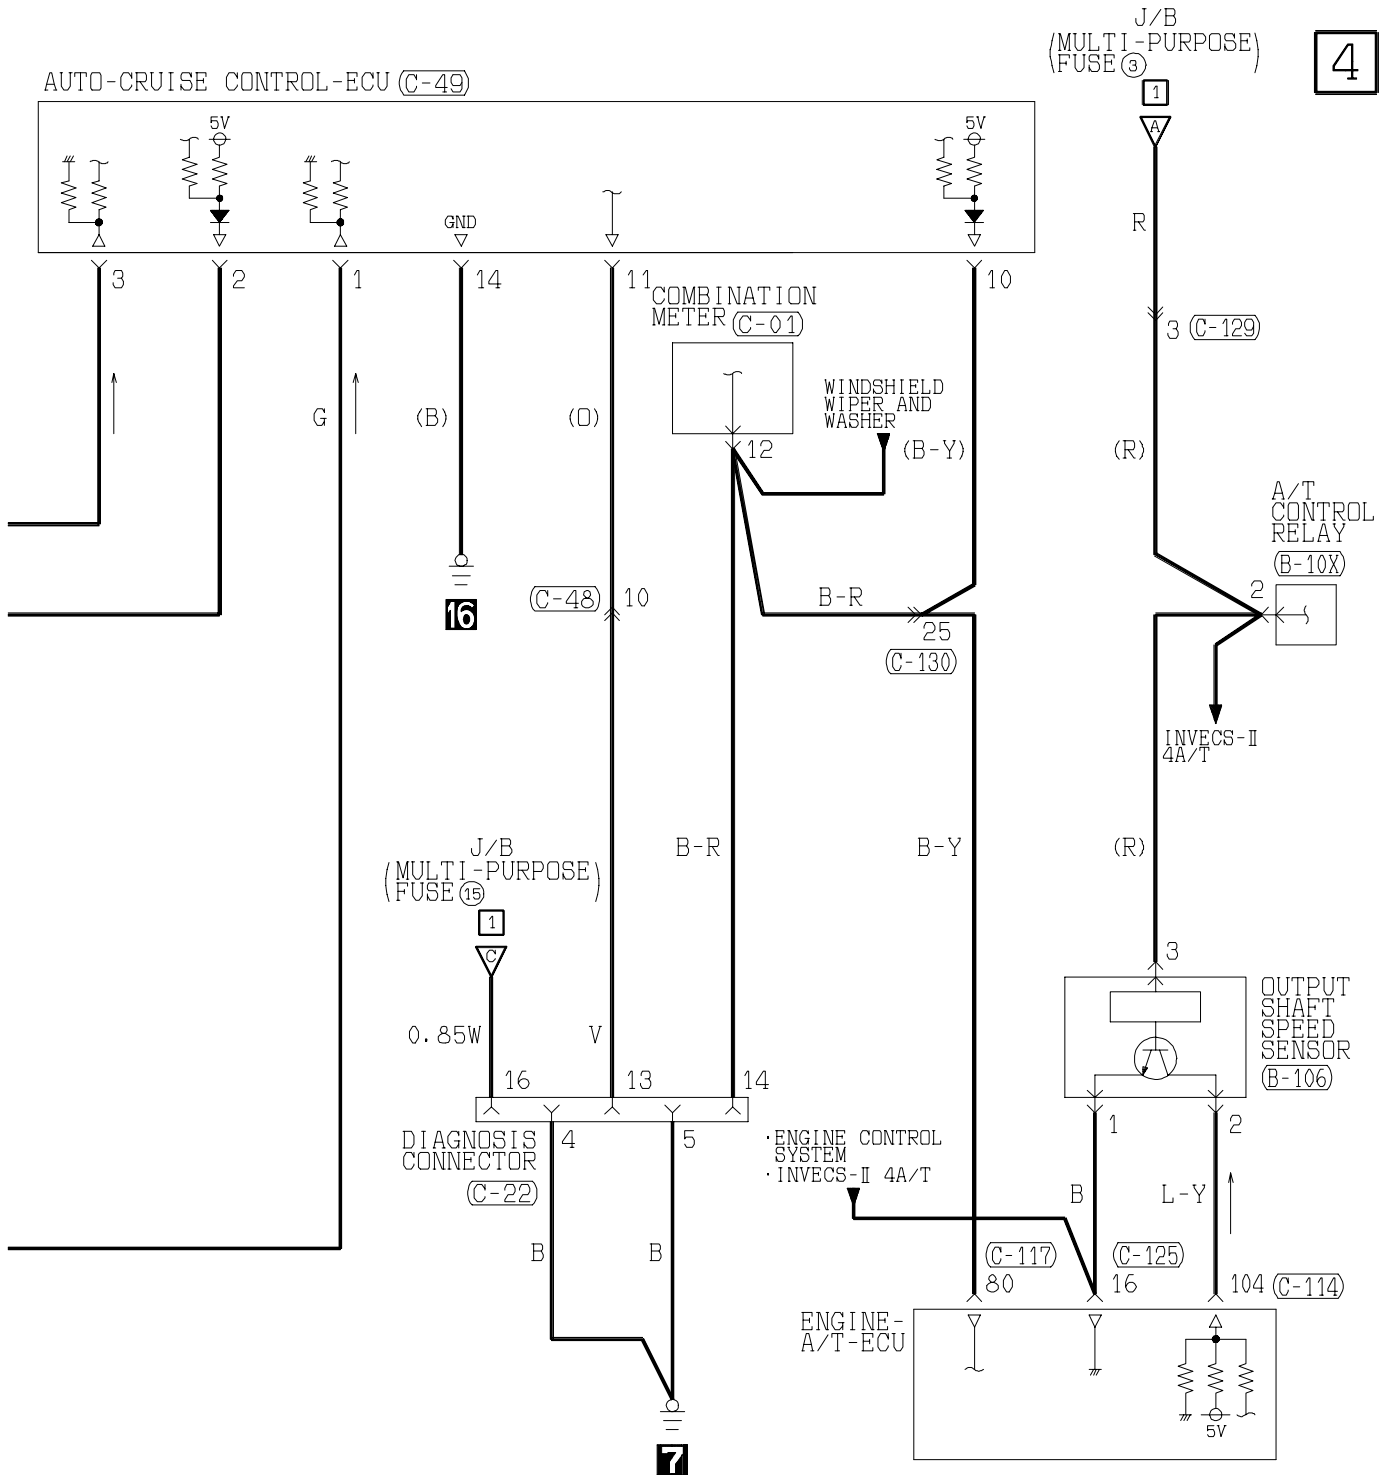 J/B
(MULTI-PURPOSE)
(FUSE ③)
4
1
A
AUTO-CRUISE CONTROL-ECU (C-49)
5V
5V
GND
R
3
2
1
14
11
10
COMBINATION
METER (C-01)
3 (C-129)
WINDSHIELD
WIPER AND
WASHER
G
(B)
(O)
12
(B-Y)
(R)
A/T
CONTROL
RELAY
(B-10X)
2
(C-48) 10
B-R
16
25
(C-130)
INVECS-Ⅱ
4A/T
J/B
(MULTI-PURPOSE)
(FUSE ⑮)
1
C
B-R
B-Y
(R)
3
OUTPUT
SHAFT
SPEED
SENSOR
(B-106)
0.85W
V
16
13
14
DIAGNOSIS
CONNECTOR
(C-22)
4
5
1
2
·ENGINE CONTROL
SYSTEM
·INVECS-Ⅱ 4A/T
B
L-Y
B
B
(C-117)
80
(C-125)
16
104 (C-114)
ENGINE-
A/T-ECU
5V
7